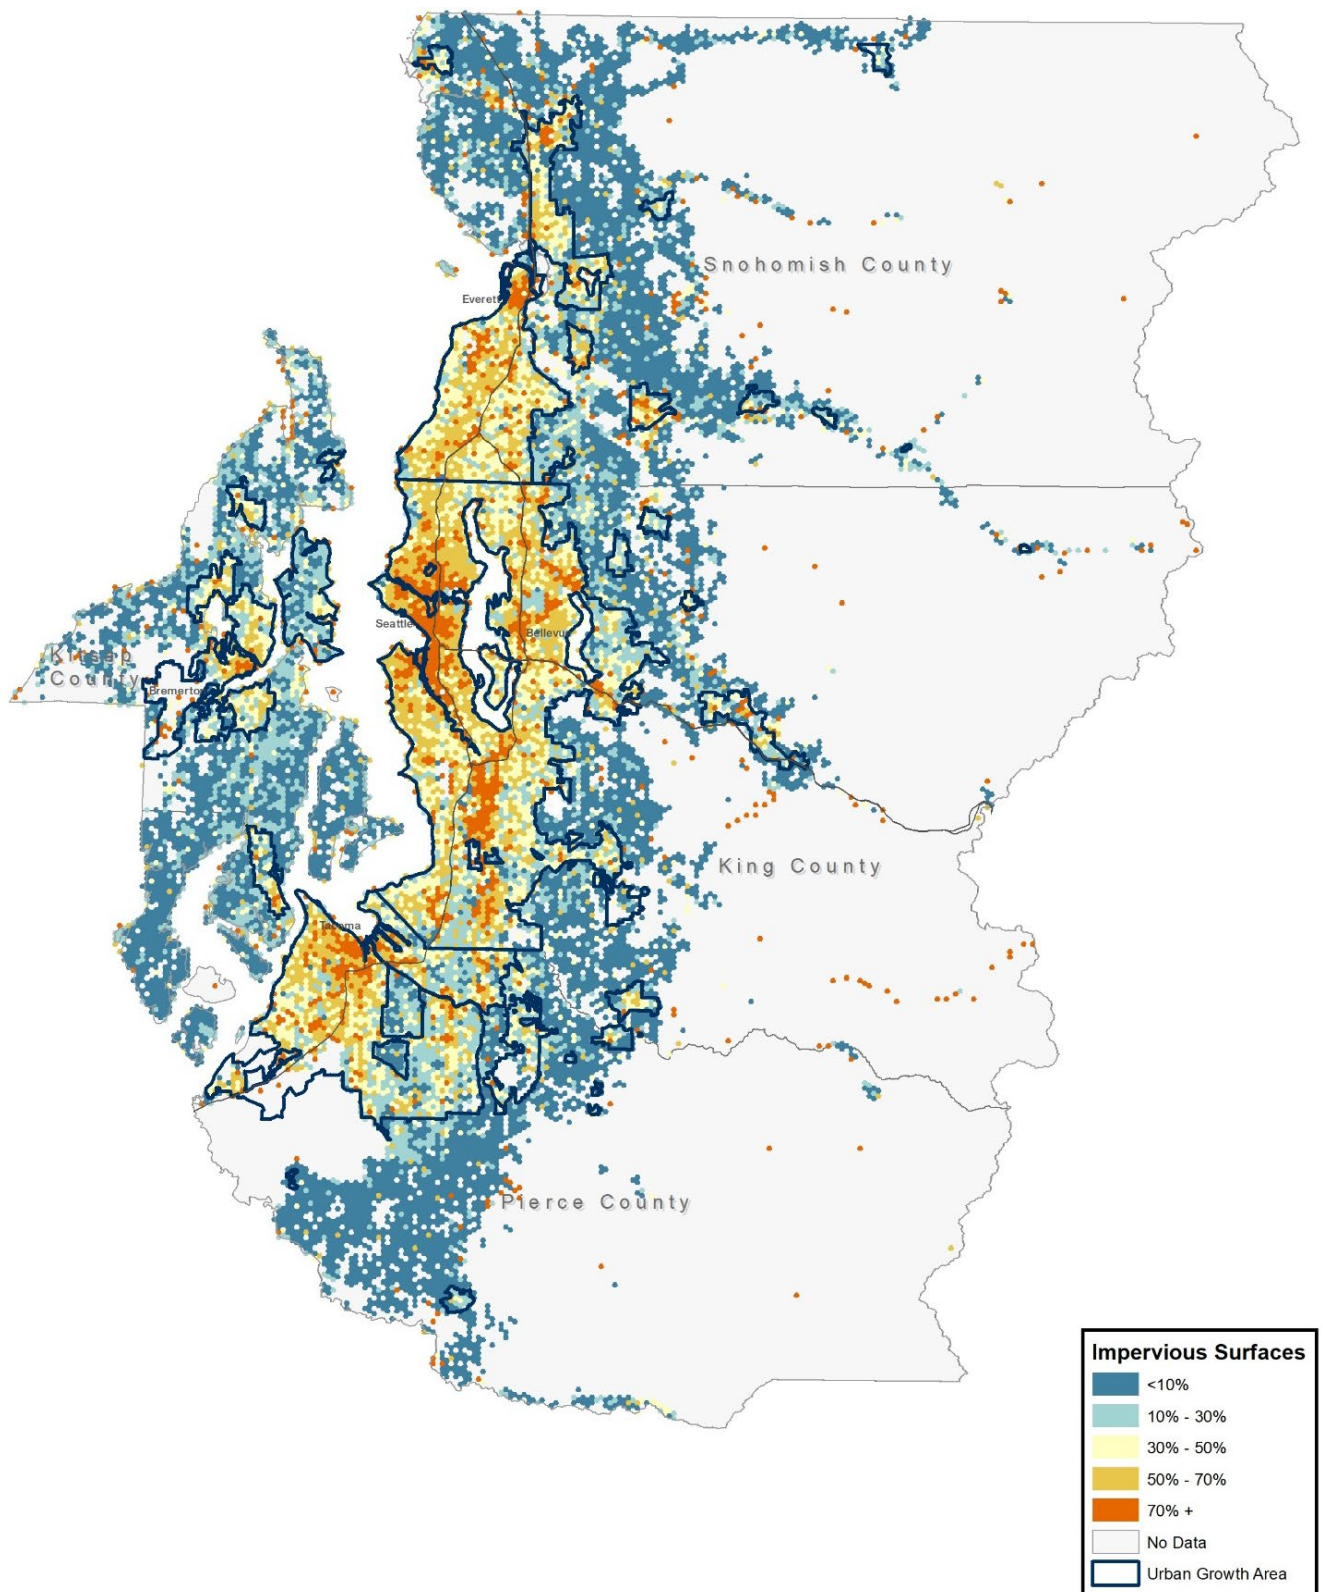 Snohomish County
Everett
Seattle
Bellevue
Kitsap
County
Bremerton
King County
Tacoma
Pierce County
Impervious Surfaces
<10%
10% - 30%
30% - 50%
50% - 70%
70% +
No Data
Urban Growth Area